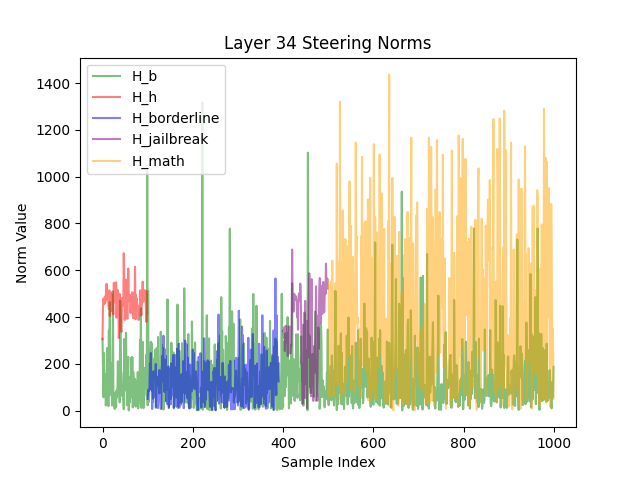 Layer 34 Steering Norms
Norm Value
1400
1200
1000
800
600
400
200
0
H_b
H_h
H_borderline
H_jailbreak
H_math
0 200 400 600 800 1000
Sample Index